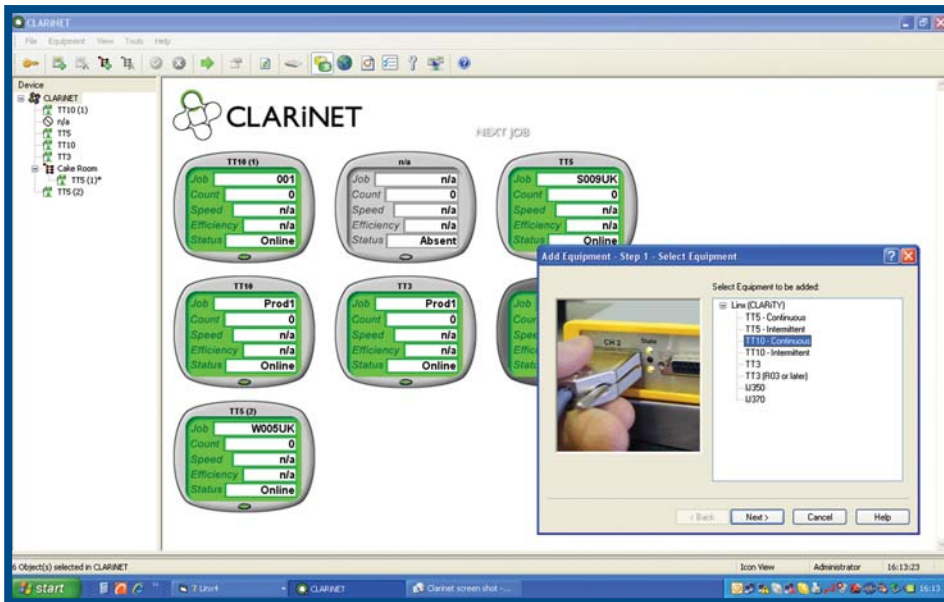 CLARiNET
File Equipment View Tools Help
Device
CLARiNET
TT10 (1)
n/a
TT5
TT10
TT3
Cake Room
TT5 (1)*
TT5 (2)
CLARiNET
NEXT JOB
TT10 (1)
Job 001
Count 0
Speed n/a
Efficiency n/a
Status Online
n/a
Job n/a
Count 0
Speed n/a
Efficiency n/a
Status Absent
TT5
Job S009UK
Count 0
Speed n/a
Efficiency n/a
Status Online
TT10
Job Prod1
Count 0
Speed n/a
Efficiency n/a
Status Online
TT3
Job Prod1
Count 0
Speed n/a
Efficiency n/a
Status Online
TT5 (2)
Job W005UK
Count 0
Speed n/a
Efficiency n/a
Status Online
Add Equipment - Step 1 - Select Equipment
Select Equipment to be added:
Linx (CLARiTY)
TT5 - Continuous
TT5 - Intermittent
TT10 - Continuous
TT10 - Intermittent
TT3
TT3 (R03 or later)
IJ350
IJ370
CH 2 State
< Back Next > Cancel Help
6 Object(s) selected in CLARiNET
Icon View Administrator 16:13:23
start 7 Linx4 CLARiNET Clarinet screen shot -... 16:13